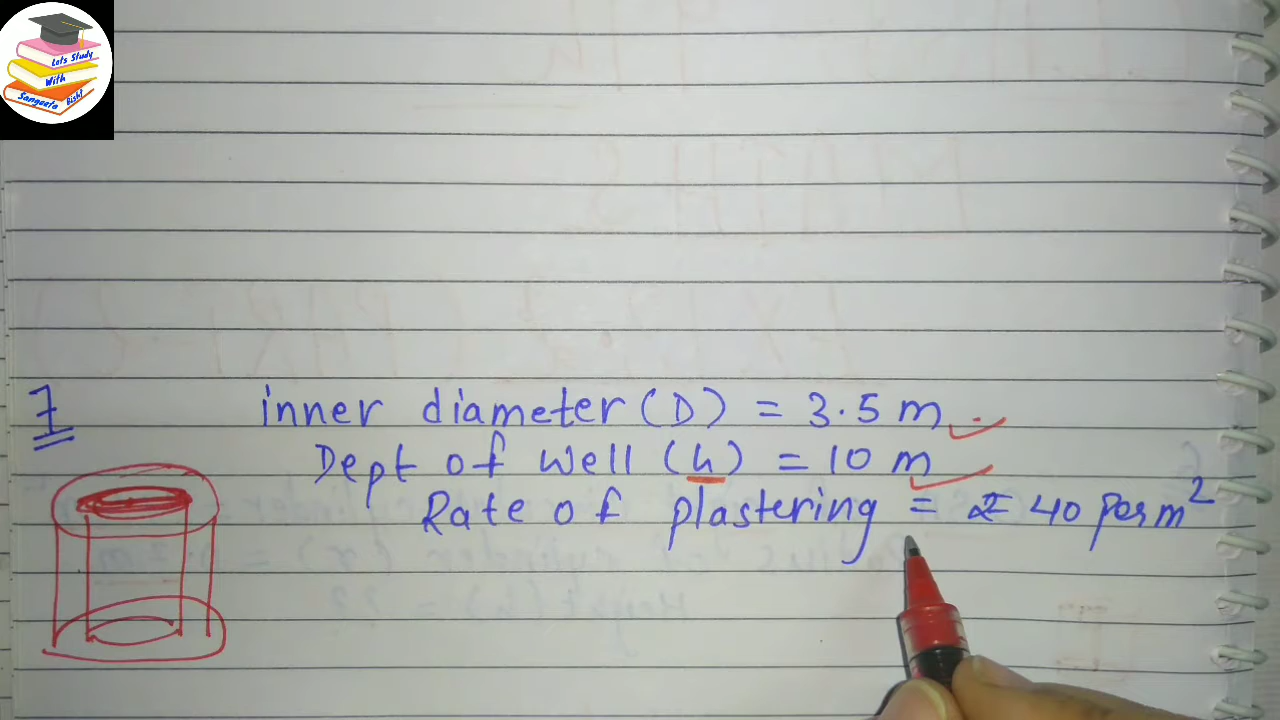 Lets Study
With
Sangeeta Bisht
7
inner diameter (D) = 3.5 m
Dept of well (h) = 10 m
Rate of plastering = ₹ 40 per m²